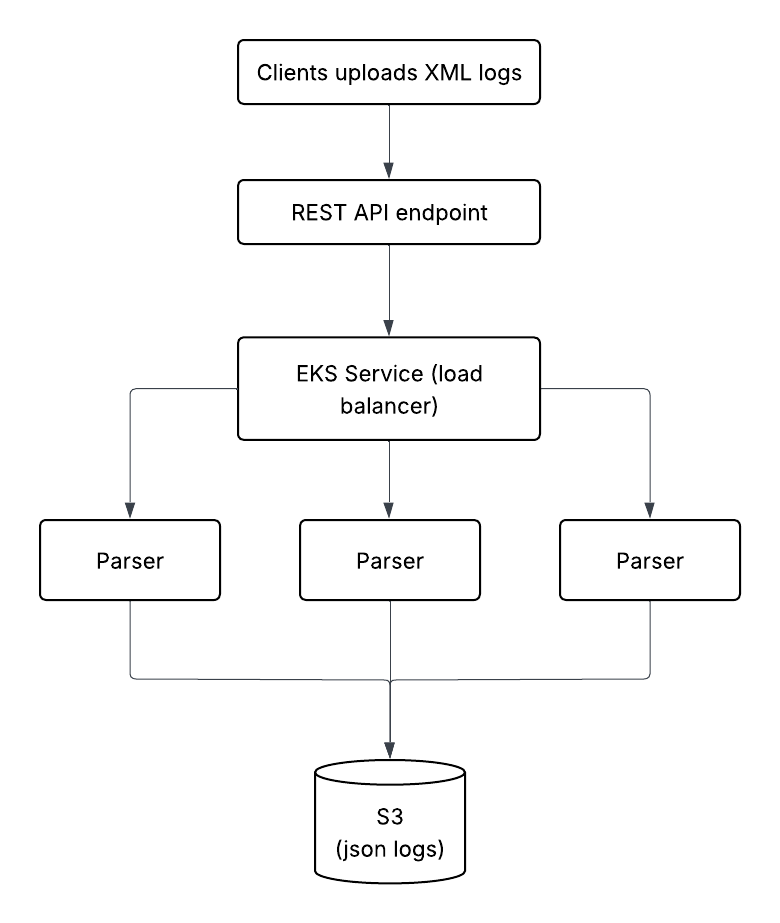 Clients uploads XML logs
REST API endpoint
EKS Service (load
balancer)
Parser
Parser
Parser
S3
(json logs)